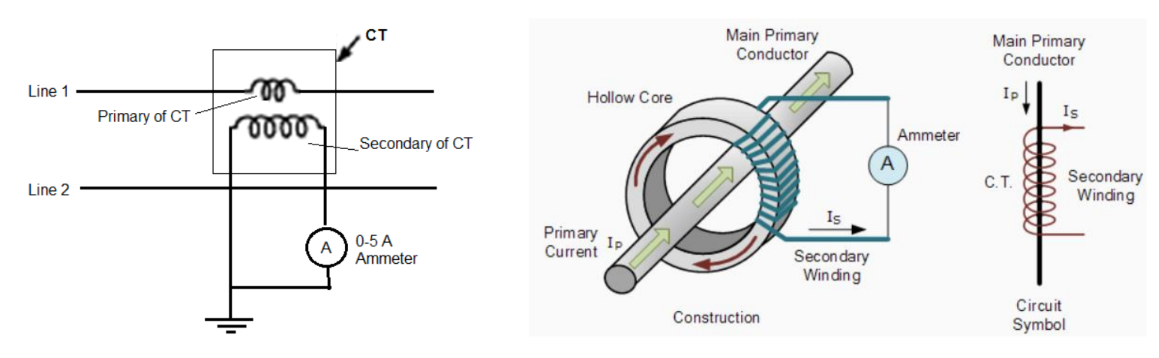 CT
Line 1
Primary of CT
Secondary of CT
Line 2
A
0-5 A
Ammeter
Main Primary
Conductor
Hollow Core
Ammeter
A
Primary
Current
Ip
Is
Secondary
Winding
Construction
Main Primary
Conductor
Ip
Is
C.T.
Secondary
Winding
Circuit
Symbol